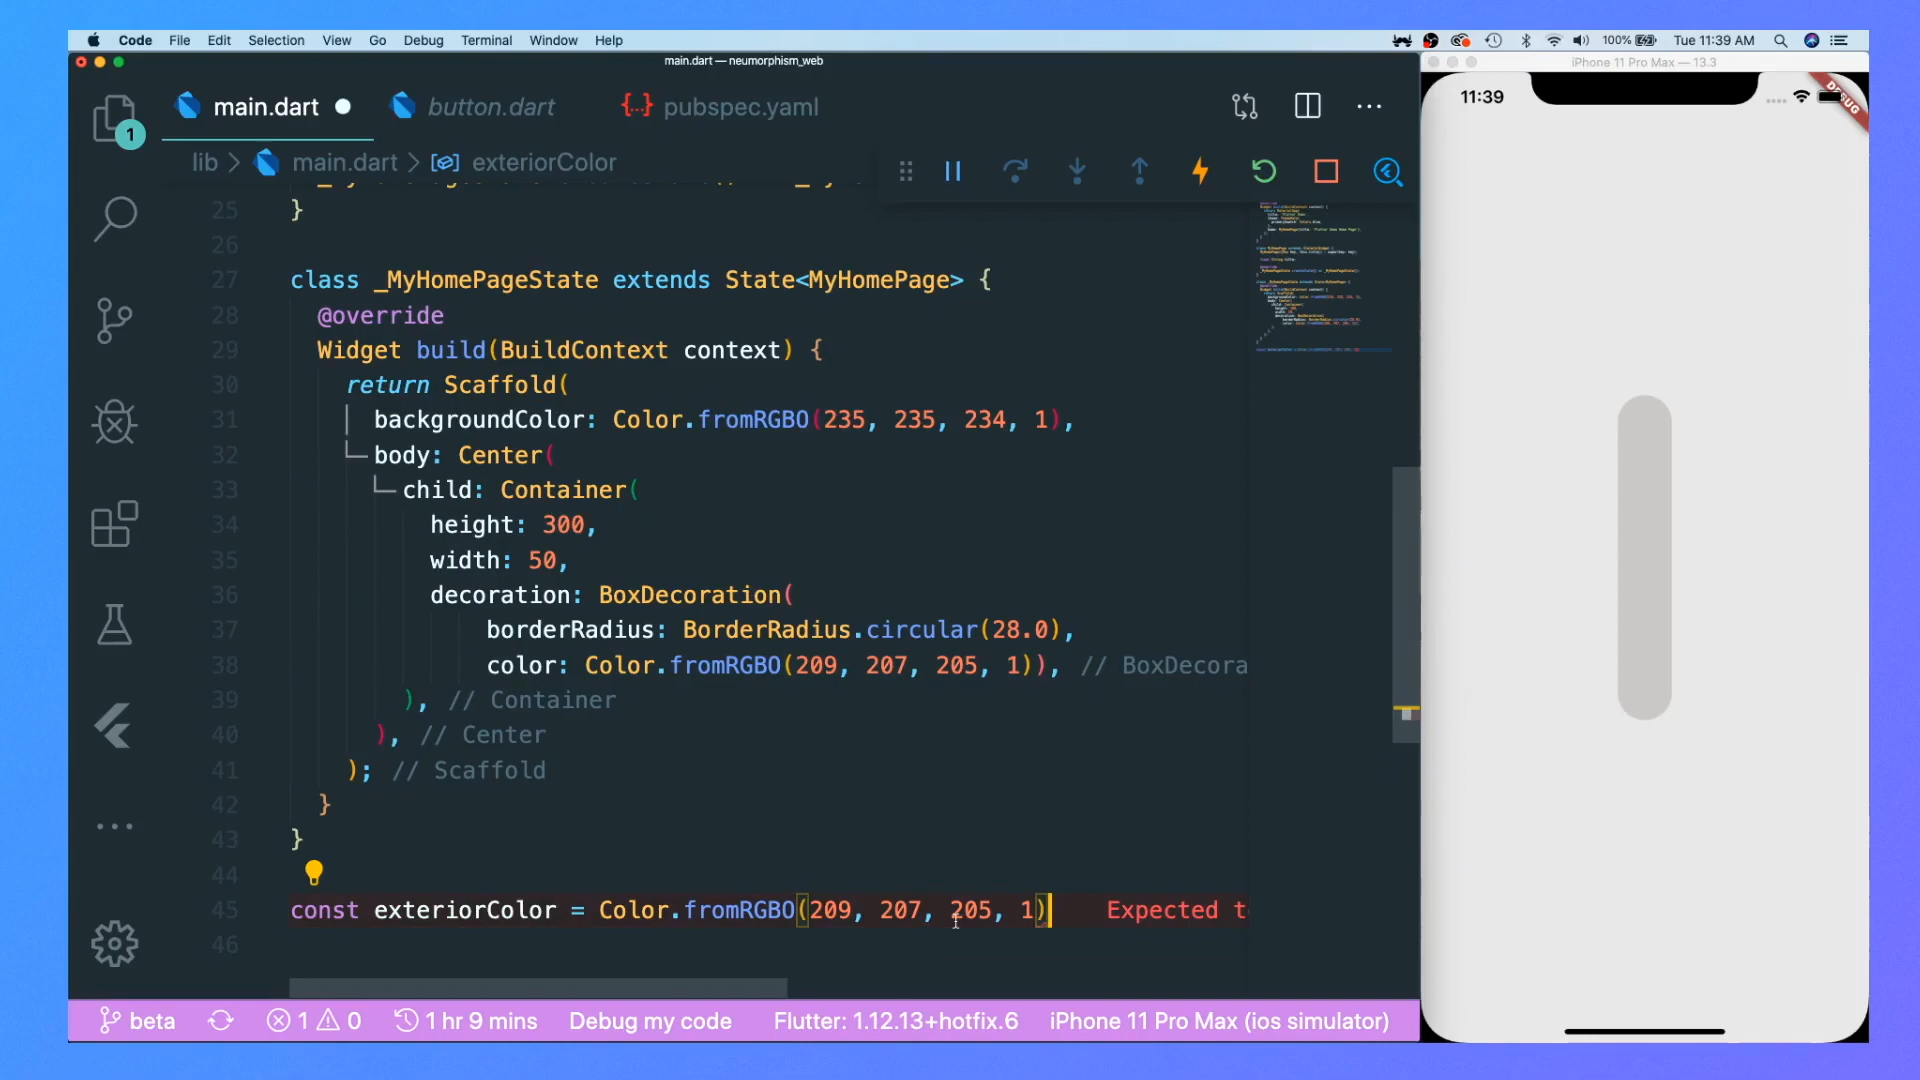 Code File Edit Selection View Go Debug Terminal Window Help
100% Tue 11:39 AM
main.dart — neumorphism_web
iPhone 11 Pro Max — 13.3
main.dart button.dart {...} pubspec.yaml
11:39
DEBUG
1
lib > main.dart > exteriorColor
25 }
26
27 class _MyHomePageState extends State<MyHomePage> {
28 @override
29 Widget build(BuildContext context) {
30 return Scaffold(
31 backgroundColor: Color.fromRGBO(235, 235, 234, 1),
32 body: Center(
33 child: Container(
34 height: 300,
35 width: 50,
36 decoration: BoxDecoration(
37 borderRadius: BorderRadius.circular(28.0),
38 color: Color.fromRGBO(209, 207, 205, 1)), // BoxDecora
39 ), // Container
40 ), // Center
41 ); // Scaffold
42 }
43 }
44
45 const exteriorColor = Color.fromRGBO(209, 207, 205, 1) Expected t
46
beta 1 0 1 hr 9 mins Debug my code Flutter: 1.12.13+hotfix.6 iPhone 11 Pro Max (ios simulator)